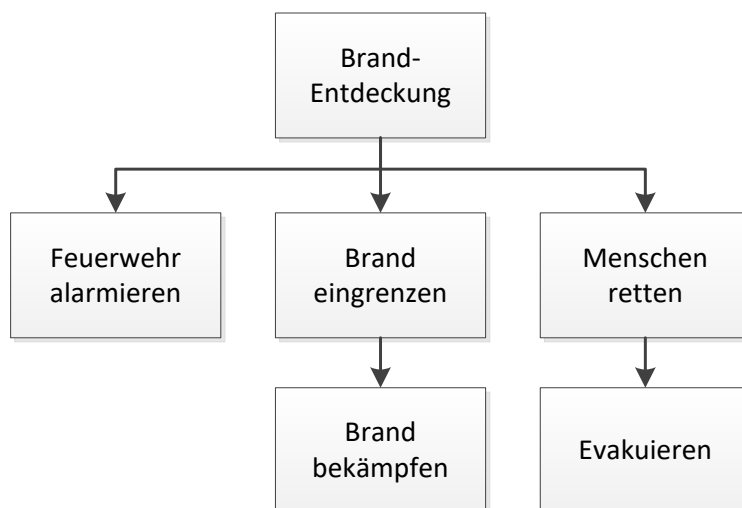 Brand-
Entdeckung
Feuerwehr
alarmieren
Brand
eingrenzen
Menschen
retten
Brand
bekämpfen
Evakuieren